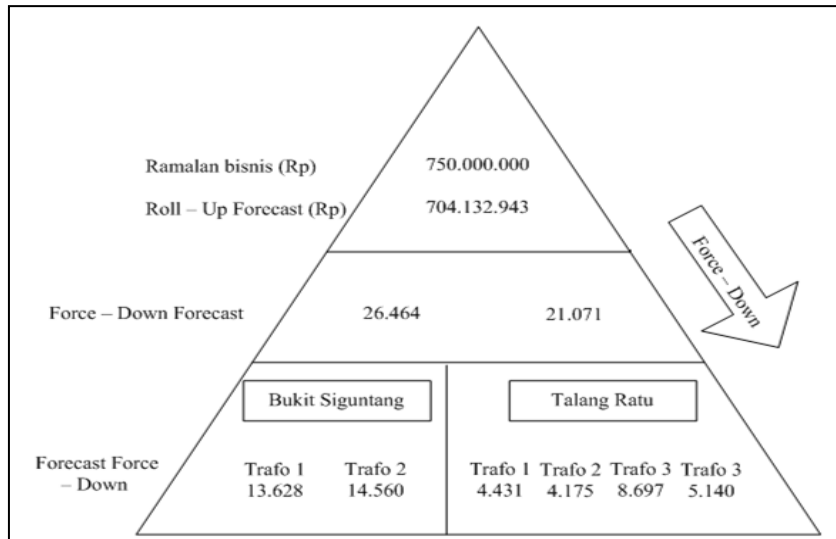 Ramalan bisnis (Rp) 750.000.000
Roll – Up Forecast (Rp) 704.132.943
Force – Down
Force – Down Forecast 26.464 21.071
Bukit Siguntang Talang Ratu
Forecast Force
– Down
Trafo 1 Trafo 2 Trafo 1 Trafo 2 Trafo 3 Trafo 3
13.628 14.560 4.431 4.175 8.697 5.140